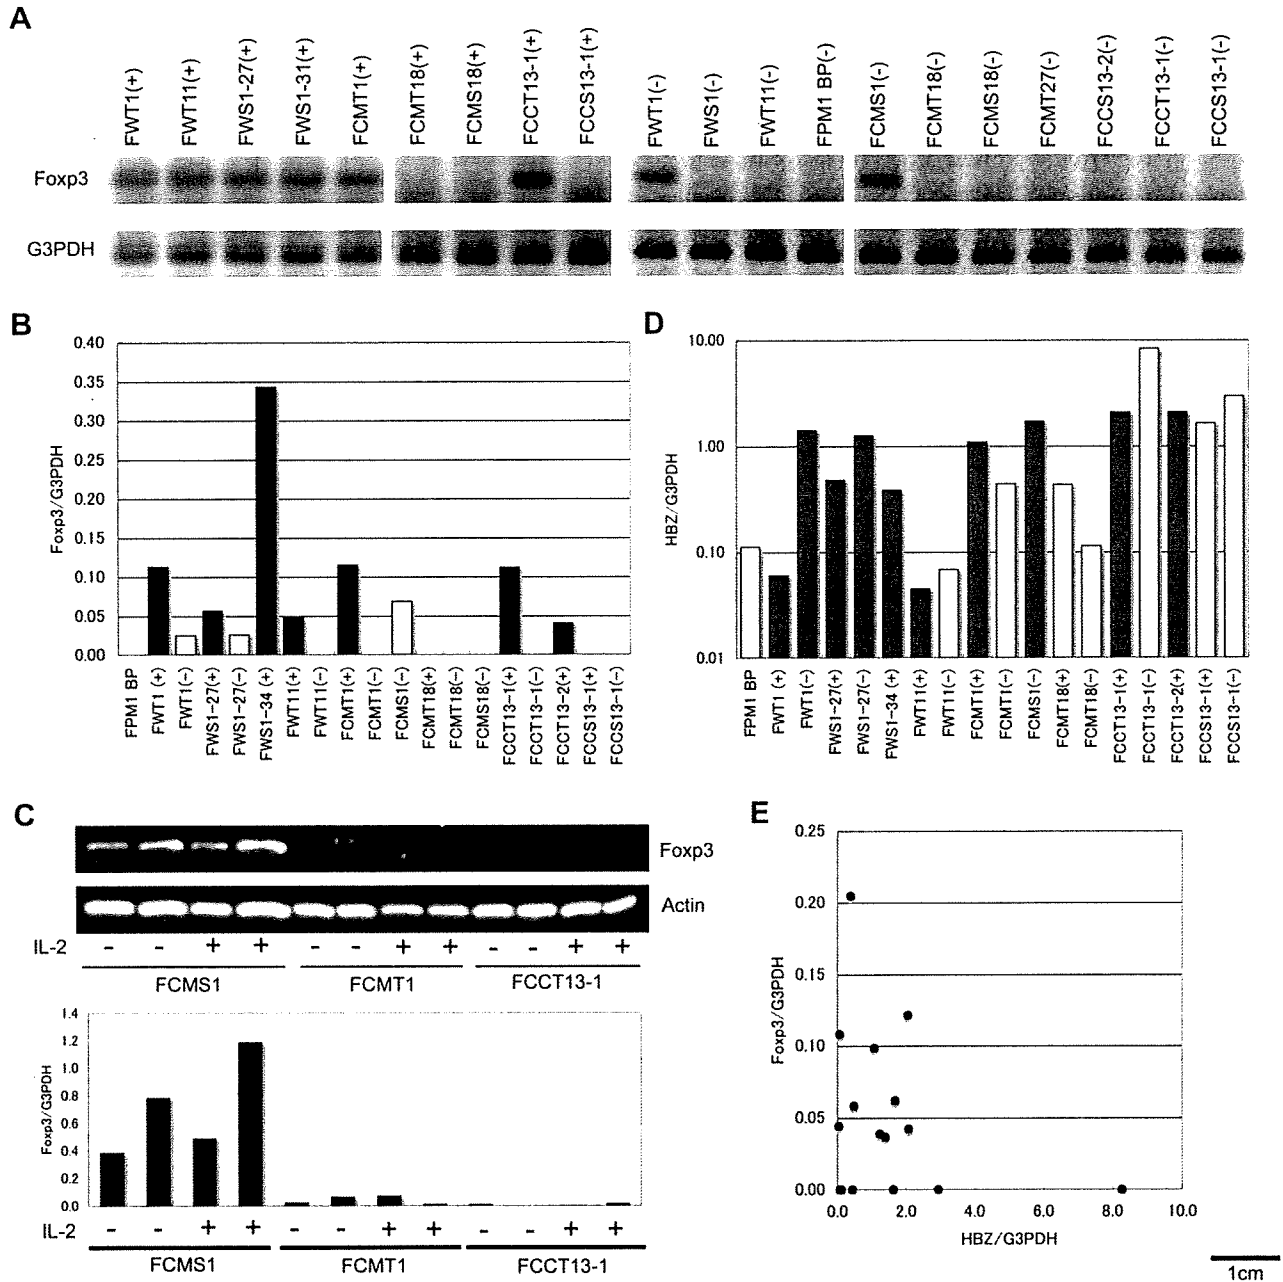 A
FWT1(+)
FWT11(+)
FWS1-27(+)
FWS1-31(+)
FCMT1(+)
FCMT18(+)
FCMS18(+)
FCCT13-1(+)
FCCS13-1(+)
FWT1(-)
FWS1(-)
FWT11(-)
FPM1 BP(-)
FCMS1(-)
FCMT18(-)
FCMS18(-)
FCMT27(-)
FCCS13-2(-)
FCCT13-1(-)
FCCS13-1(-)
Foxp3
G3PDH
B
Foxp3/G3PDH
0.40
0.35
0.30
0.25
0.20
0.15
0.10
0.05
0.00
FPM1 BP
FWT1 (+)
FWT1(-)
FWS1-27(+)
FWS1-27(-)
FWS1-34 (+)
FWT11(+)
FWT11(-)
FCMT1(+)
FCMT1(-)
FCMS1(-)
FCMT18(+)
FCMT18(-)
FCMS18(-)
FCCT13-1(+)
FCCT13-1(-)
FCCT13-2(+)
FCCS13-1(+)
FCCS13-1(-)
D
HBZ/G3PDH
10.00
1.00
0.10
0.01
FPM1 BP
FWT1 (+)
FWT1(-)
FWS1-27(+)
FWS1-27(-)
FWS1-34 (+)
FWT11(+)
FWT11(-)
FCMT1(+)
FCMT1(-)
FCMS1(-)
FCMT18(+)
FCMT18(-)
FCCT13-1(+)
FCCT13-1(-)
FCCT13-2(+)
FCCS13-1(+)
FCCS13-1(-)
C
Foxp3
Actin
IL-2 - - + + - - + + - - + +
FCMS1 FCMT1 FCCT13-1
Foxp3/G3PDH
1.4
1.2
1.0
0.8
0.6
0.4
0.2
0.0
IL-2 - - + + - - + + - - + +
FCMS1 FCMT1 FCCT13-1
E
Foxp3/G3PDH
0.25
0.20
0.15
0.10
0.05
0.00
0.0 2.0 4.0 6.0 8.0 10.0
HBZ/G3PDH
1cm